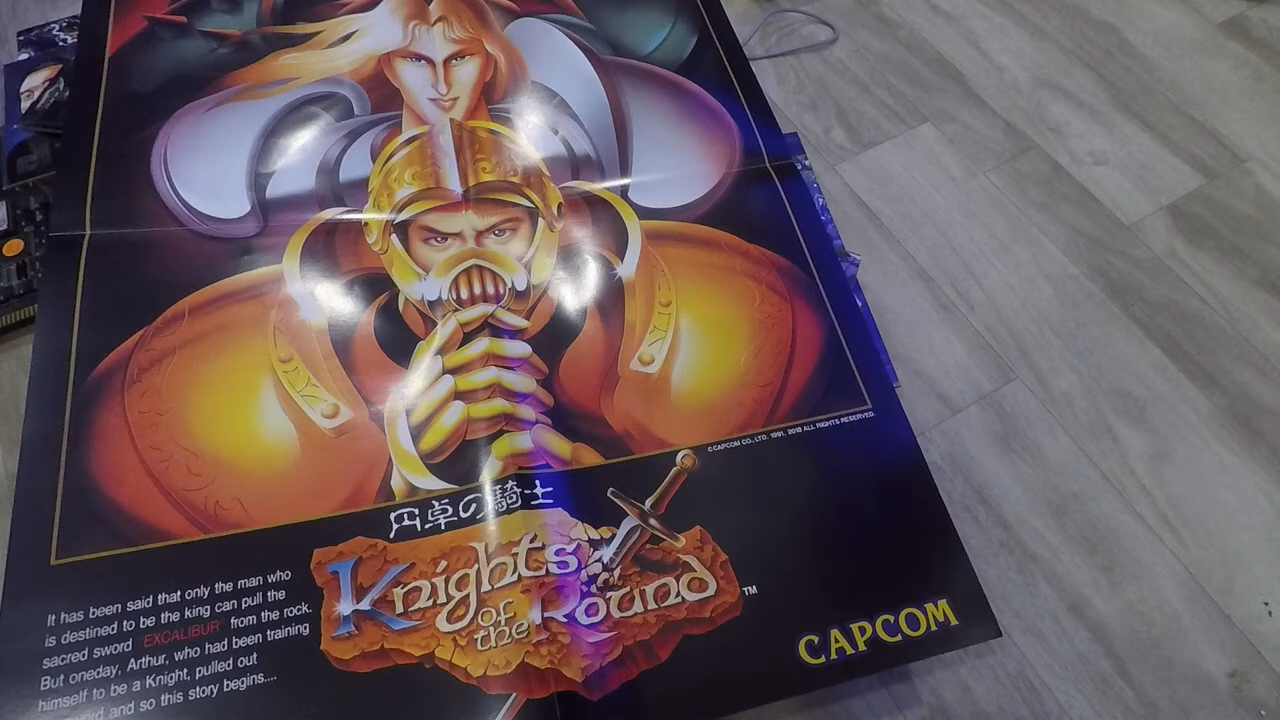 ©CAPCOM CO., LTD. 1991, 2019 ALL RIGHTS RESERVED.
円卓の騎士
Knights
of the Round
TM
CAPCOM
It has been said that only the man who
is destined to be the king can pull the
sacred sword "EXCALIBUR" from the rock.
But oneday, Arthur, who had been training
himself to be a Knight, pulled out
and so this story begins....